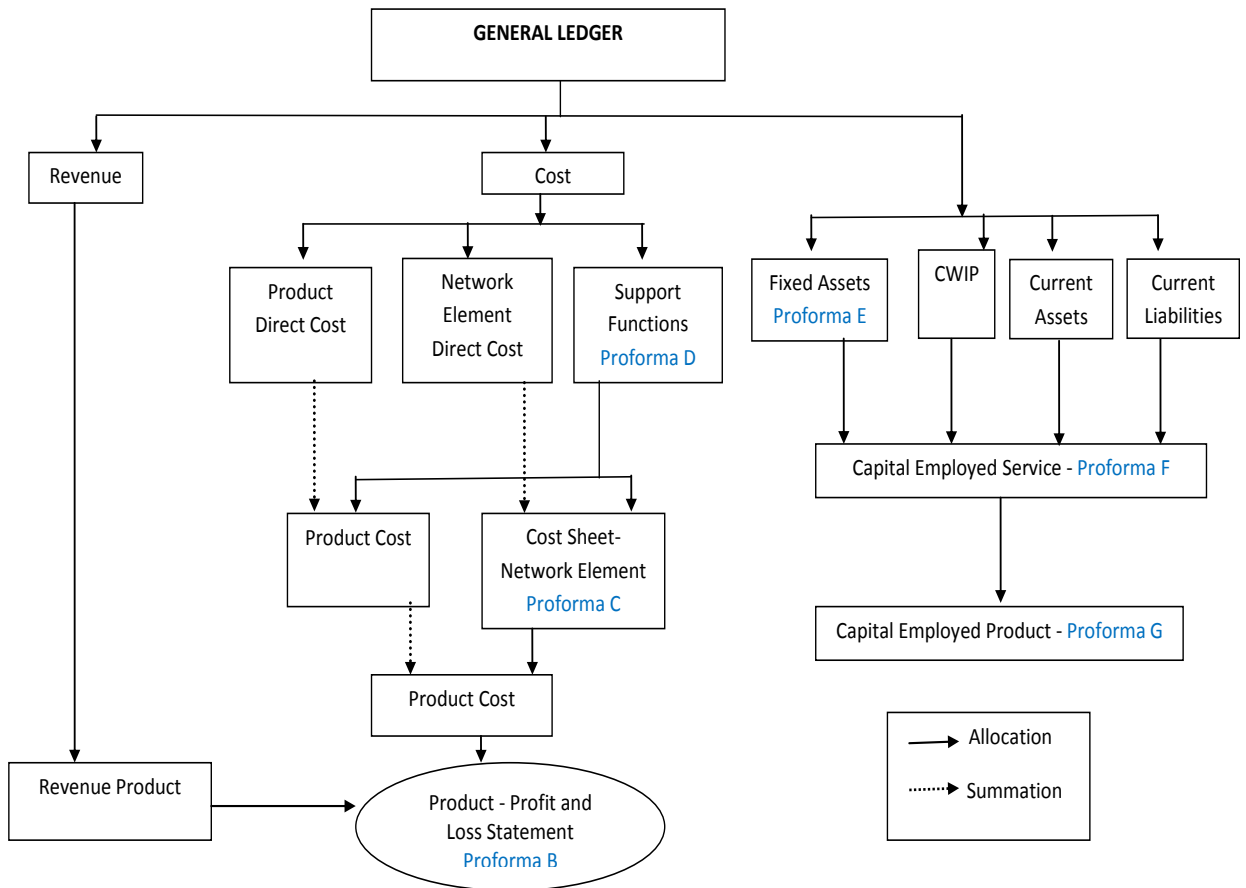 GENERAL LEDGER
Revenue
Cost
Product
Direct Cost
Network
Element
Direct Cost
Support
Functions
Proforma D
Fixed Assets
Proforma E
CWIP
Current
Assets
Current
Liabilities
Capital Employed Service - Proforma F
Product Cost
Cost Sheet-
Network Element
Proforma C
Capital Employed Product - Proforma G
Product Cost
Revenue Product
Product - Profit and
Loss Statement
Proforma B
Allocation
Summation